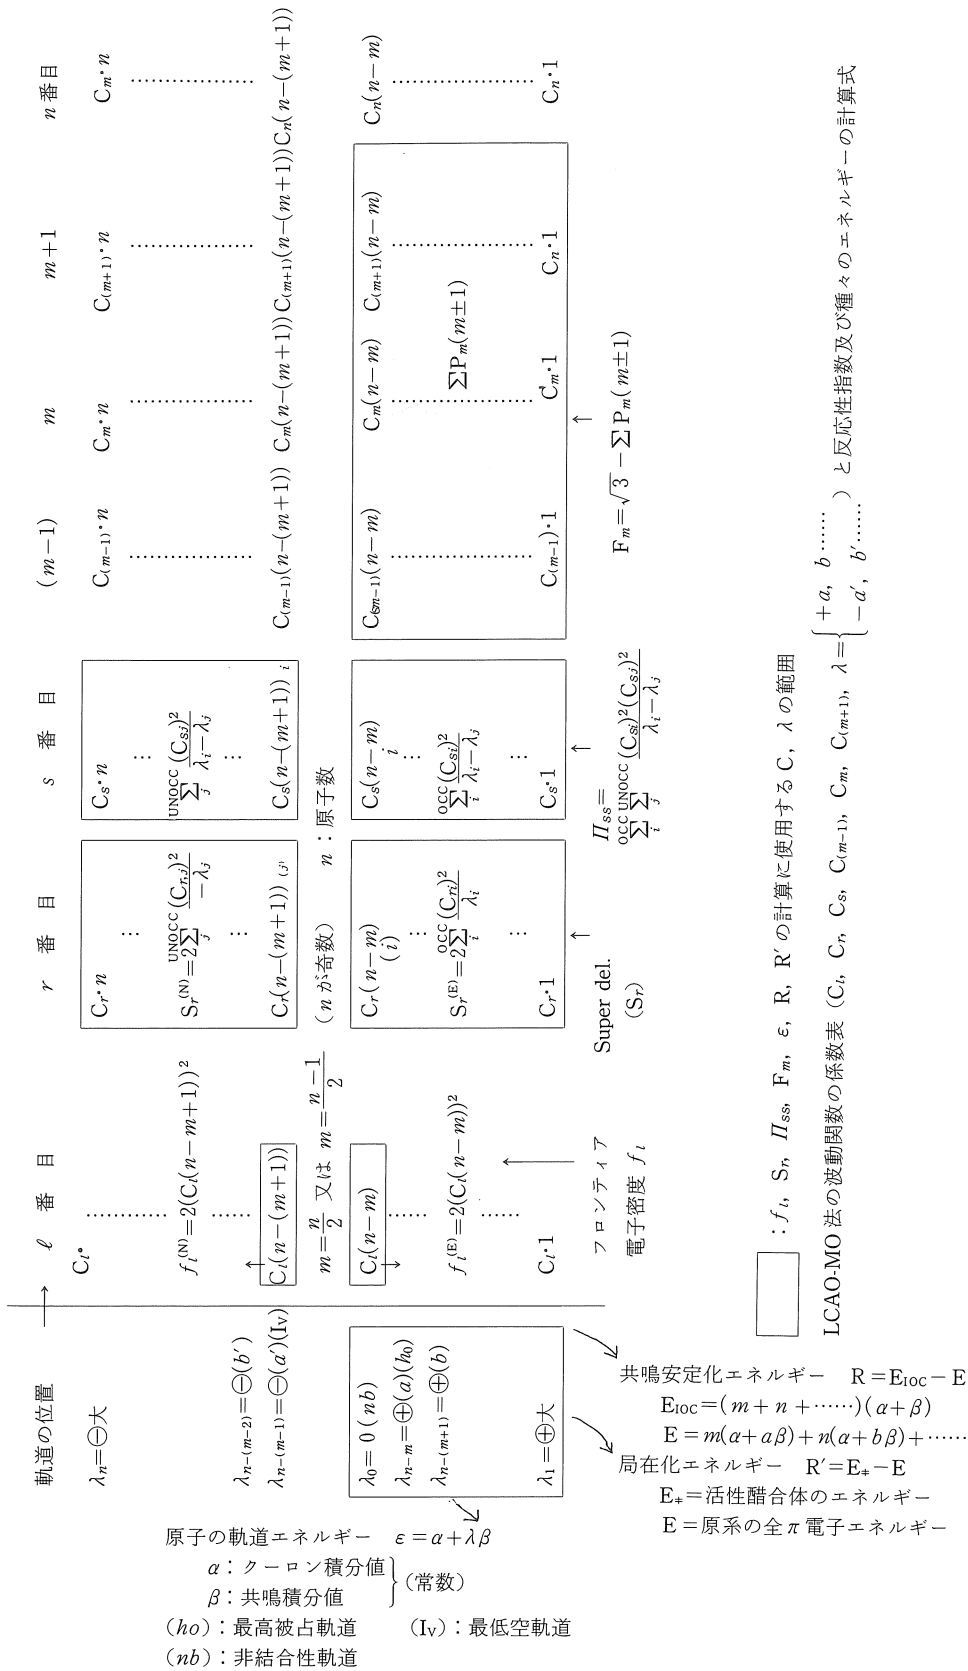 軌道の位置
ℓ 番 目
r 番 目
s 番 目
(m−1)
m
m+1
n番目
λn=⊖大
Cl•
Cr•n
Cs•n
C(m−1)•n
Cm•n
C(m+1)•n
Cm•n
fl(N)=2(Cl(n−m+1))²
Sr(N)=2 UNOCC Σj (Cr,j)²/−λj
UNOCC Σj (Csj)²/λi−λj
λn−(m−2)=⊖(b′)
λn−(m−1)=⊖(a′)(Iv)
Cl(n−(m+1))
Cr(n−(m+1)) (j)
Cs(n−(m+1)) i
C(m−1)(n−(m+1))
Cm(n−(m+1))
C(m+1)(n−(m+1))
Cn(n−(m+1))
m=n/2 又は m=n−1/2
(nが奇数) n:原子数
λ0=0(nb)
λn−m=⊕(a)(ho)
λn−(m+1)=⊕(b)
Cl(n−m)
Cr(n−m)
(i)
Cs(n−m)
i
(n−m)
Cm(n−m)
C(m+1)(n−m)
Cn(n−m)
fl(E)=2(Cl(n−m))²
Sr(E)=2 OCC Σi (Cri)²/λi
OCC Σi (Csi)²/λi−λj
ΣPm(m±1)
λ1=⊕大
Cl•1
Cr•1
Cs•1
C(m−1)•1
Cm•1
Cn•1
Cn•1
フロンティア
電子密度 fl
Super del.
(Sr)
Πss=
OCC UNOCC Σi Σj (Csi)²(Csj)²/λi−λj
Fm=√3−ΣPm(m±1)
原子の軌道エネルギー ε=α+λβ
α:クーロン積分値
β:共鳴積分値
}(常数)
(ho):最高被占軌道 (Iv):最低空軌道
(nb):非結合性軌道
共鳴安定化エネルギー R=EIOC−E
EIOC=(m+n+……)(α+β)
E=m(α+aβ)+n(α+bβ)+……
局在化エネルギー R′=E⧧−E
E⧧=活性醋合体のエネルギー
E=原系の全π電子エネルギー
:fl, Sr, Πss, Fm, ε, R, R′の計算に使用するC, λの範囲
LCAO-MO法の波動関数の係数表(Cl, Cr, Cs, C(m−1), Cm, C(m+1), λ={+a, b…… −a′, b′……)と反応性指数及び種々のエネルギーの計算式